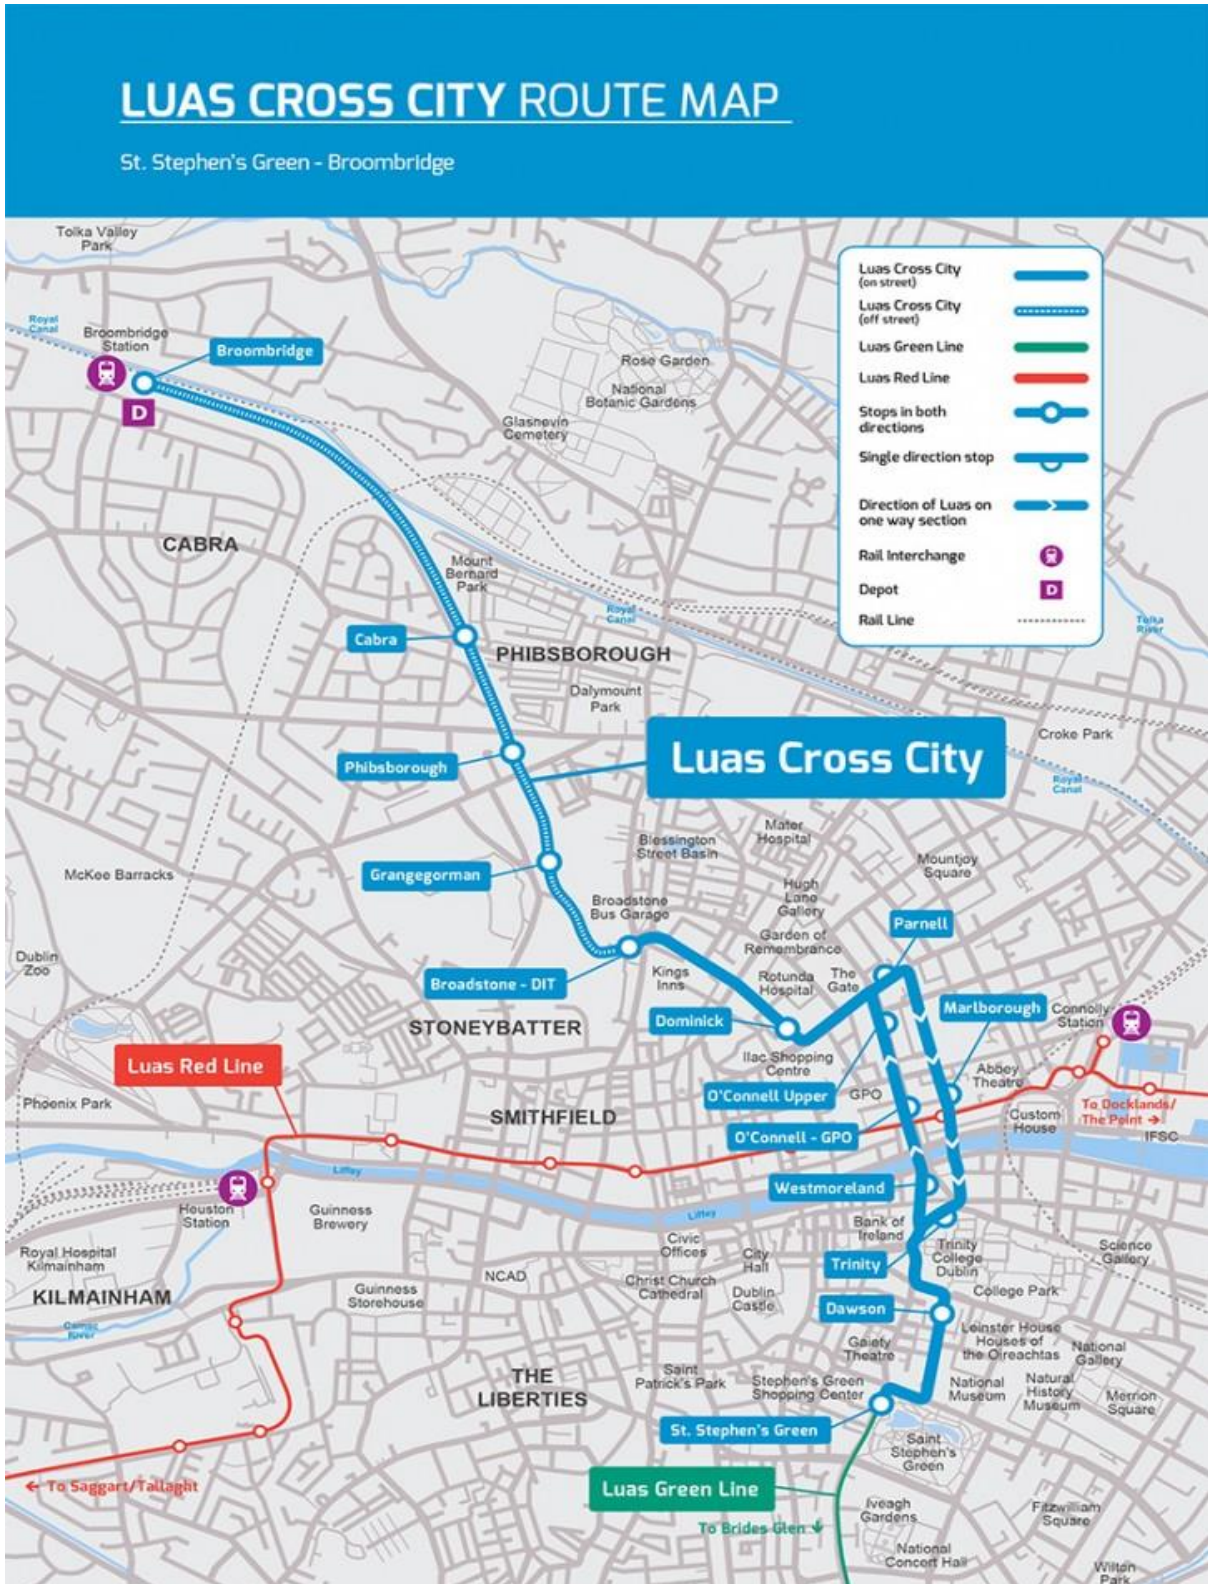 LUAS CROSS CITY ROUTE MAP
St. Stephen's Green - Broombridge
Tolka Valley
Park
Luas Cross City
(on street)
Luas Cross City
(off street)
Luas Green Line
Luas Red Line
Stops in both
directions
Single direction stop
Direction of Luas on
one way section
Rail Interchange
Depot
D
Rail Line
Royal
Canal
Broombridge
Station
Broombridge
D
Rose Garden
National
Botanic Gardens
Glasnevin
Cemetery
CABRA
Mount
Bernard
Park
Royal
Canal
Tolka
River
Cabra
PHIBSBOROUGH
Dalymount
Park
Croke Park
Phibsborough
Luas Cross City
Royal
Canal
Mater
Hospital
Blessington
Street Basin
Mountjoy
Square
McKee Barracks
Grangegorman
Hugh
Lane
Gallery
Broadstone
Bus Garage
Parnell
Garden of
Remembrance
Dublin
Zoo
Kings
Inns
Rotunda
Hospital
The
Gate
Broadstone - DIT
Dominick
Marlborough
Connolly
Station
STONEYBATTER
Ilac Shopping
Centre
Luas Red Line
Abbey
Theatre
O'Connell Upper
GPO
Phoenix Park
SMITHFIELD
To Docklands/
The Point →
Custom
House
IFSC
O'Connell - GPO
Liffey
Westmoreland
Houston
Station
Guinness
Brewery
Liffey
Bank of
Ireland
Royal Hospital
Kilmainham
Civic
Offices
City
Hall
Trinity
College
Dublin
Science
Gallery
Trinity
NCAD
Christ Church
Cathedral
Dublin
Castle
College Park
KILMAINHAM
Guinness
Storehouse
Dawson
Camac
River
Gaiety
Theatre
Leinster House
Houses of
the Oireachtas
National
Gallery
THE
LIBERTIES
Saint
Patrick's Park
Stephen's Green
Shopping Center
National
Museum
Natural
History
Museum
Merrion
Square
St. Stephen's Green
Saint
Stephen's
Green
← To Saggart/Tallaght
Luas Green Line
To Brides Glen ↓
Iveagh
Gardens
Fitzwilliam
Square
National
Concert Hall
Wilton
Park